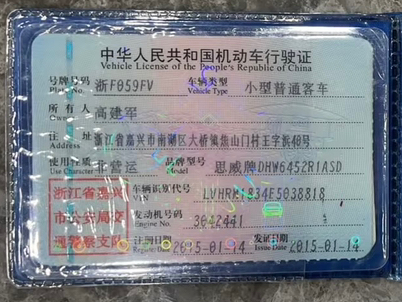 中华人民共和国机动车行驶证
Vehicle License of the People's Republic of China
号牌号码 浙F059FV 车辆类型 小型普通客车
Plate No. Vehicle Type
所有人 高建军
Owner
住址 浙江省嘉兴市南湖区大桥镇焦山门村王字浜48号
Address
使用性质 非营运 品牌型号 思威牌DHW6452R1ASD
Use Character Model
浙江省嘉兴
市公安局交
通警察支队
车辆识别代号 LVHRM1834F5038818
VIN
发动机号码 3042441
Engine No.
注册日期 2015-01-14 发证日期 2015-01-14
Register Date Issue Date